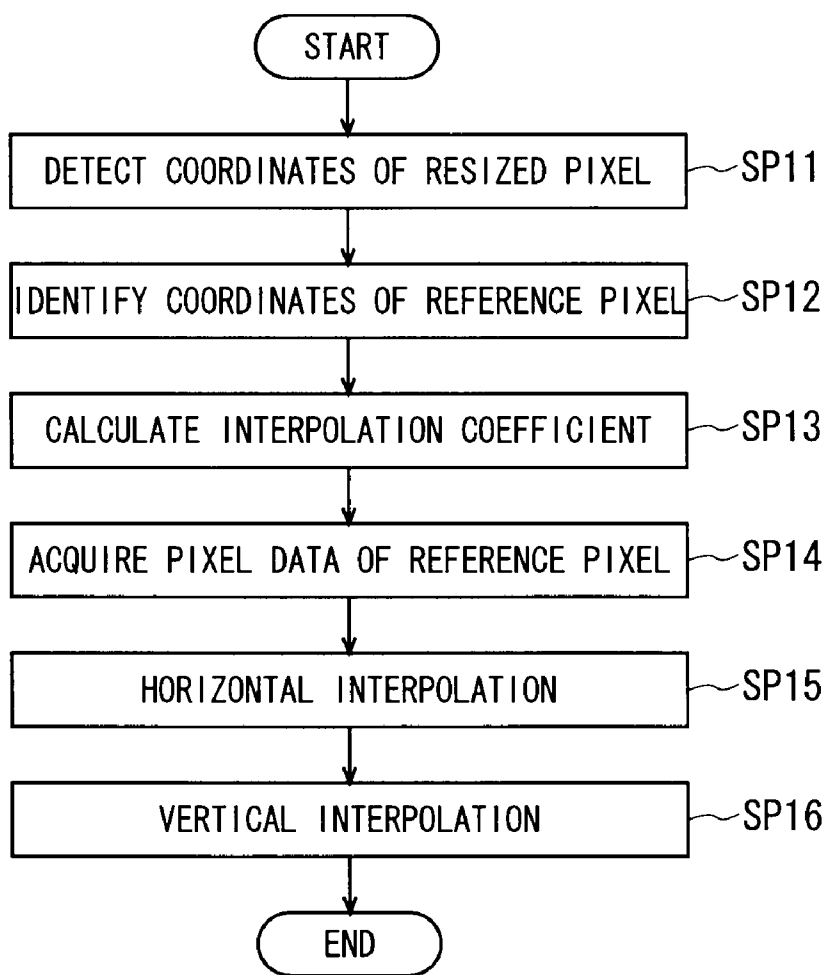 START
DETECT COORDINATES OF RESIZED PIXEL
SP11
IDENTIFY COORDINATES OF REFERENCE PIXEL
SP12
CALCULATE INTERPOLATION COEFFICIENT
SP13
ACQUIRE PIXEL DATA OF REFERENCE PIXEL
SP14
HORIZONTAL INTERPOLATION
SP15
VERTICAL INTERPOLATION
SP16
END